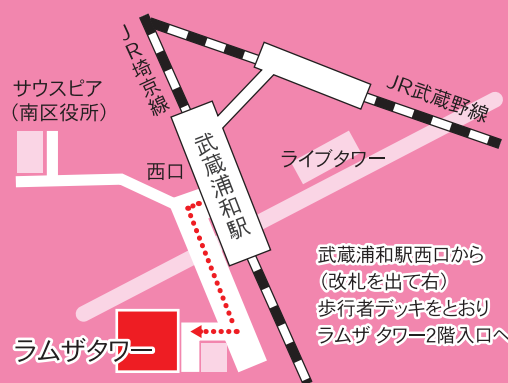 JR埼京線
サウスピア
（南区役所）
JR武蔵野線
西口
武蔵浦和駅
ライブタワー
武蔵浦和駅西口から
（改札を出て右）
歩行者デッキをとおり
ラムザ タワー2階入口へ
ラムザタワー